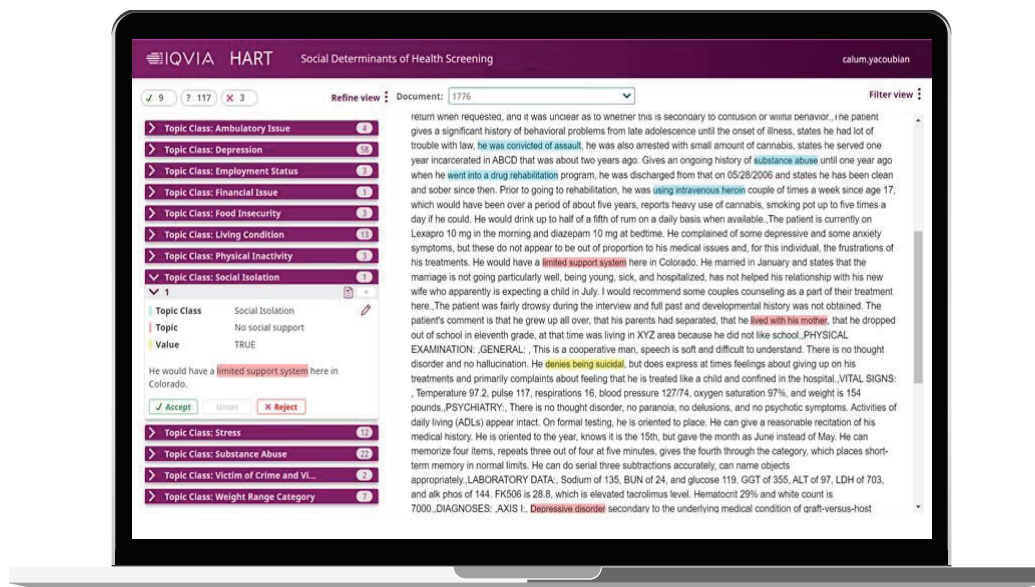 IQVIA HART Social Determinants of Health Screening calum.yacoubian
9 ? 117 3 Refine view Document: 1776 Filter view
Topic Class: Ambulatory Issue 4
Topic Class: Depression 58
Topic Class: Employment Status 3
Topic Class: Financial Issue 1
Topic Class: Food Insecurity 3
Topic Class: Living Condition 13
Topic Class: Physical Inactivity 3
Topic Class: Social Isolation 1
1
Topic Class Social Isolation
Topic No social support
Value TRUE
He would have a limited support system here in
Colorado.
Accept Unset Reject
Topic Class: Stress 12
Topic Class: Substance Abuse 22
Topic Class: Victim of Crime and Vi... 2
Topic Class: Weight Range Category 7
return when requested, and it was unclear as to whether this is secondary to confusion or willful behavior.,The patient
gives a significant history of behavioral problems from late adolescence until the onset of illness, states he had lot of
trouble with law, he was convicted of assault, he was also arrested with small amount of cannabis, states he served one
year incarcerated in ABCD that was about two years ago. Gives an ongoing history of substance abuse until one year ago
when he went into a drug rehabilitation program, he was discharged from that on 05/28/2006 and states he has been clean
and sober since then. Prior to going to rehabilitation, he was using intravenous heroin couple of times a week since age 17,
which would have been over a period of about five years, reports heavy use of cannabis, smoking pot up to five times a
day if he could. He would drink up to half of a fifth of rum on a daily basis when available.,The patient is currently on
Lexapro 10 mg in the morning and diazepam 10 mg at bedtime. He complained of some depressive and some anxiety
symptoms, but these do not appear to be out of proportion to his medical issues and, for this individual, the frustrations of
his treatments. He would have a limited support system here in Colorado. He married in January and states that the
marriage is not going particularly well, being young, sick, and hospitalized, has not helped his relationship with his new
wife who apparently is expecting a child in July. I would recommend some couples counseling as a part of their treatment
here.,The patient was fairly drowsy during the interview and full past and developmental history was not obtained. The
patient's comment is that he grew up all over, that his parents had separated, that he lived with his mother, that he dropped
out of school in eleventh grade, at that time was living in XYZ area because he did not like school.,PHYSICAL
EXAMINATION: ,GENERAL: , This is a cooperative man, speech is soft and difficult to understand. There is no thought
disorder and no hallucination. He denies being suicidal, but does express at times feelings about giving up on his
treatments and primarily complaints about feeling that he is treated like a child and confined in the hospital.,VITAL SIGNS:
, Temperature 97.2, pulse 117, respirations 16, blood pressure 127/74, oxygen saturation 97%, and weight is 154
pounds.,PSYCHIATRY:, There is no thought disorder, no paranoia, no delusions, and no psychotic symptoms. Activities of
daily living (ADLs) appear intact. On formal testing, he is oriented to place. He can give a reasonable recitation of his
medical history. He is oriented to the year, knows it is the 15th, but gave the month as June instead of May. He can
memorize four items, repeats three out of four at five minutes, gives the fourth through the category, which places short-
term memory in normal limits. He can do serial three subtractions accurately, can name objects
appropriately.,LABORATORY DATA:, Sodium of 135, BUN of 24, and glucose 119. GGT of 355, ALT of 97, LDH of 703,
and alk phos of 144. FK506 is 28.8, which is elevated tacrolimus level. Hematocrit 29% and white count is
7000.,DIAGNOSES: ,AXIS I:, Depressive disorder secondary to the underlying medical condition of graft-versus-host